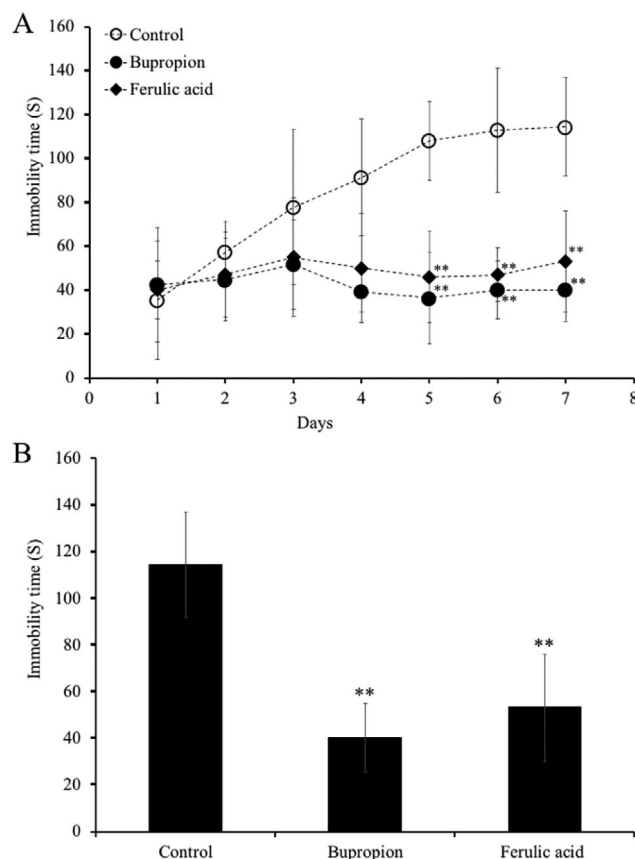 A
Control
Bupropion
Ferulic acid
Immobility time (S)
160
140
120
100
80
60
40
20
0
**
**
**
**
**
**
0 1 2 3 4 5 6 7 8
Days
B
Immobility time (S)
160
140
120
100
80
60
40
20
0
**
**
Control Bupropion Ferulic acid